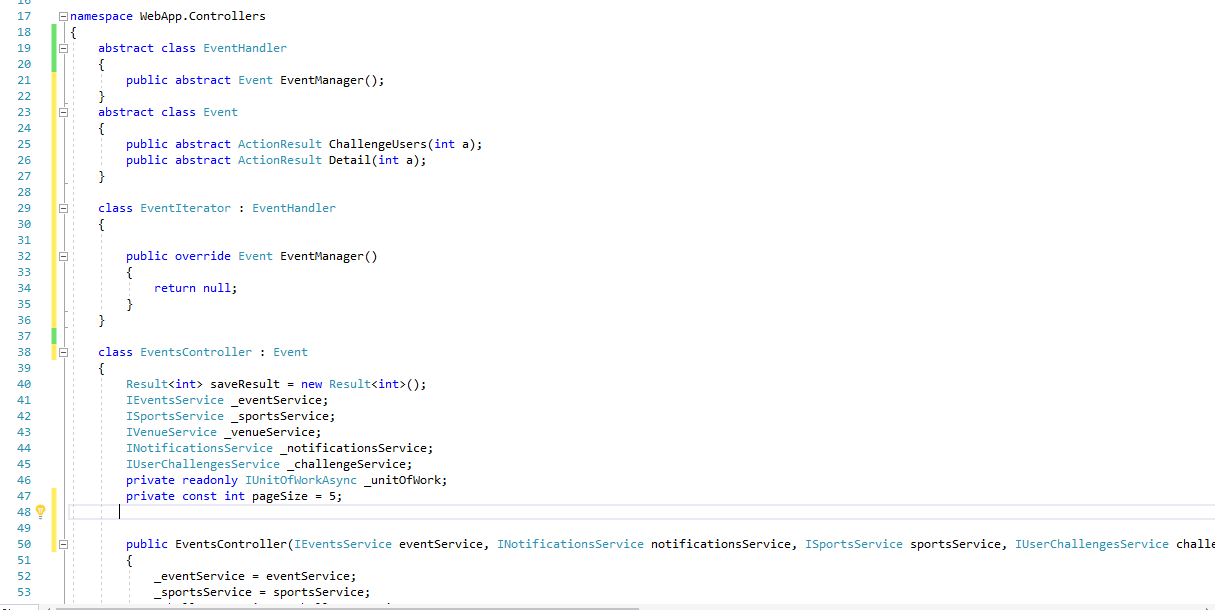 17 namespace WebApp.Controllers
18 {
19 abstract class EventHandler
20 {
21 public abstract Event EventManager();
22 }
23 abstract class Event
24 {
25 public abstract ActionResult ChallengeUsers(int a);
26 public abstract ActionResult Detail(int a);
27 }
28
29 class EventIterator : EventHandler
30 {
31
32 public override Event EventManager()
33 {
34 return null;
35 }
36 }
37
38 class EventsController : Event
39 {
40 Result<int> saveResult = new Result<int>();
41 IEventsService _eventService;
42 ISportsService _sportsService;
43 IVenueService _venueService;
44 INotificationsService _notificationsService;
45 IUserChallengesService _challengeService;
46 private readonly IUnitOfWorkAsync _unitOfWork;
47 private const int pageSize = 5;
48
49
50 public EventsController(IEventsService eventService, INotificationsService notificationsService, ISportsService sportsService, IUserChallengesService challe
51 {
52 _eventService = eventService;
53 _sportsService = sportsService;